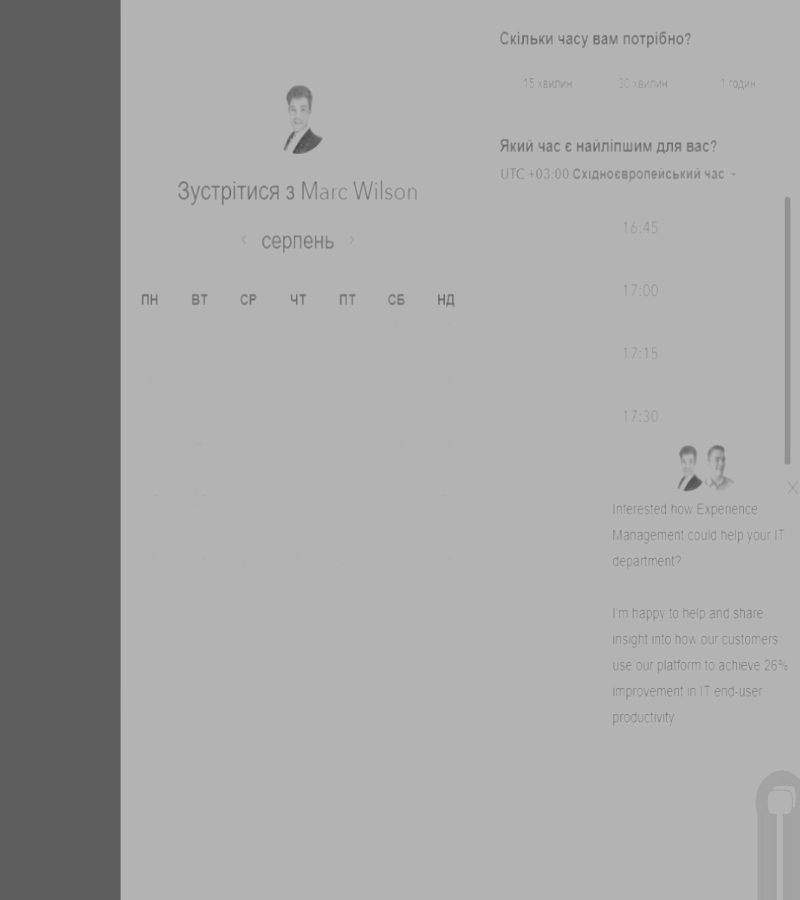 Зустрітися з Marc Wilson
серпень
ПН ВТ СР ЧТ ПТ СБ НД
Скільки часу вам потрібно?
15 хвилин 30 хвилин 1 годин
Який час є найліпшим для вас?
UTC +03:00 Східноєвропейський час
16:45
17:00
17:15
17:30
Interested how Experience
Management could help your IT
department?
I'm happy to help and share
insight into how our customers
use our platform to achieve 26%
improvement in IT end-user
productivity